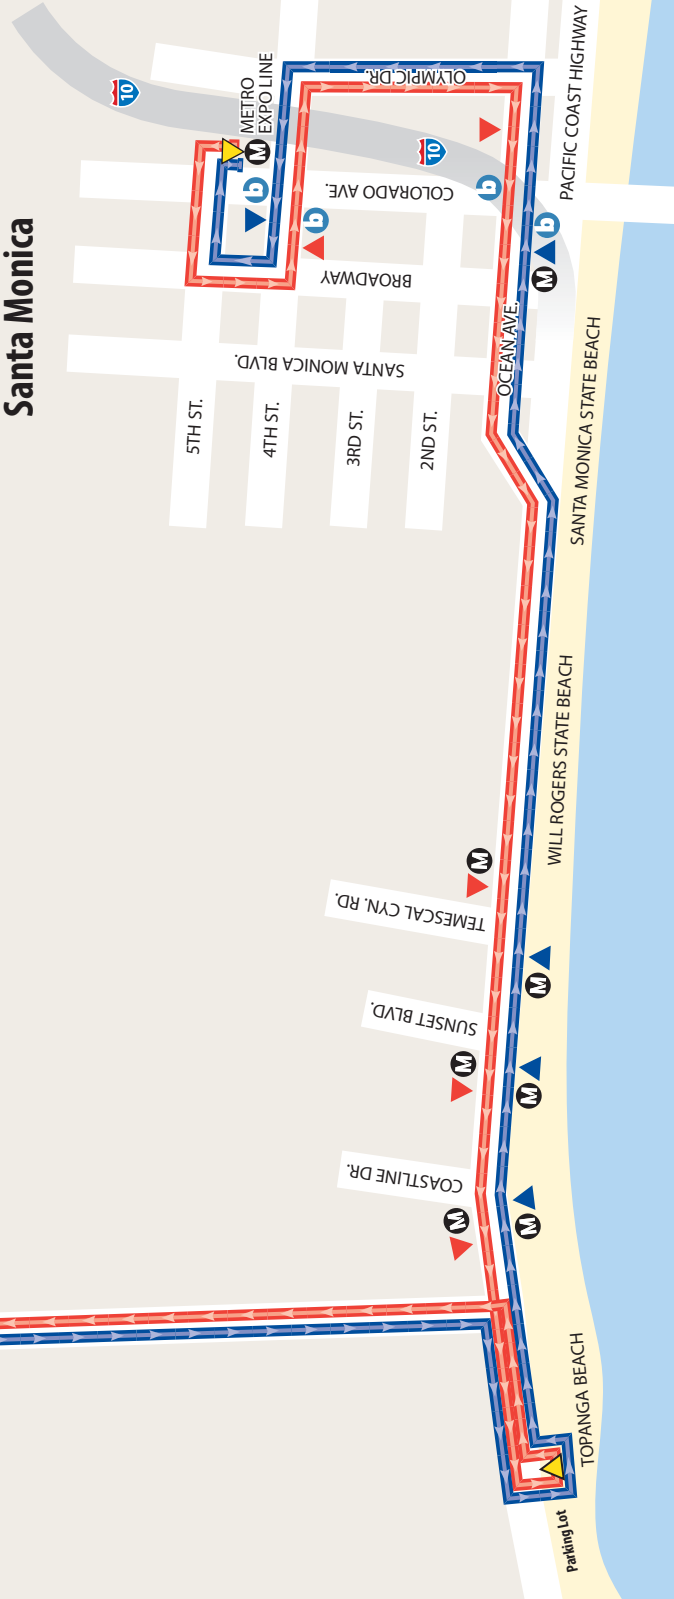 Santa Monica
10
METRO
EXPO LINE
M
OLYMPIC DR.
PACIFIC COAST HIGHWAY
10
b
COLORADO AVE.
b
b
b
M
BROADWAY
OCEAN AVE.
SANTA MONICA BLVD.
SANTA MONICA STATE BEACH
5TH ST.
4TH ST.
3RD ST.
2ND ST.
WILL ROGERS STATE BEACH
M
TEMESCAL CYN. RD.
M
SUNSET BLVD.
M
M
COASTLINE DR.
M
M
TOPANGA BEACH
Parking Lot